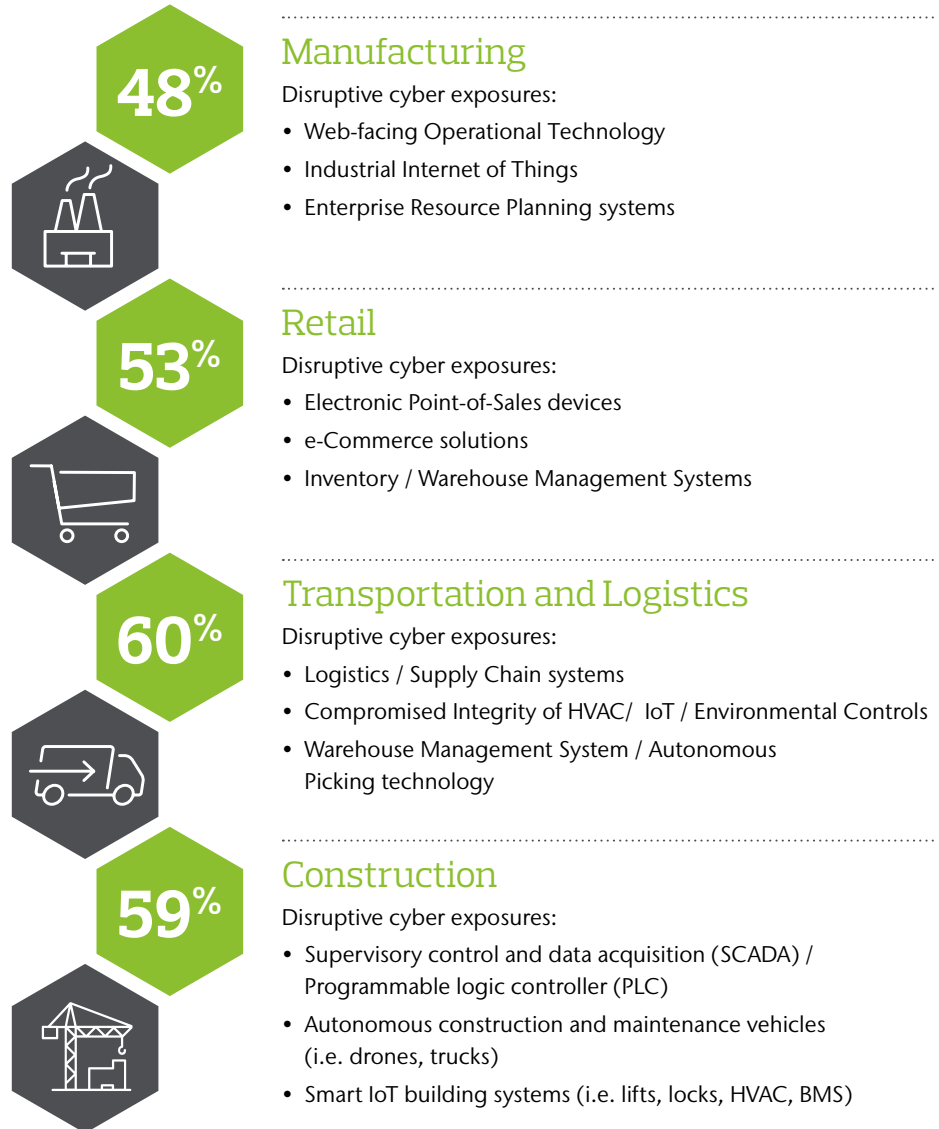 48%
Manufacturing
Disruptive cyber exposures:
• Web-facing Operational Technology
• Industrial Internet of Things
• Enterprise Resource Planning systems
53%
Retail
Disruptive cyber exposures:
• Electronic Point-of-Sales devices
• e-Commerce solutions
• Inventory / Warehouse Management Systems
60%
Transportation and Logistics
Disruptive cyber exposures:
• Logistics / Supply Chain systems
• Compromised Integrity of HVAC/ IoT / Environmental Controls
• Warehouse Management System / Autonomous
Picking technology
59%
Construction
Disruptive cyber exposures:
• Supervisory control and data acquisition (SCADA) /
Programmable logic controller (PLC)
• Autonomous construction and maintenance vehicles
(i.e. drones, trucks)
• Smart IoT building systems (i.e. lifts, locks, HVAC, BMS)